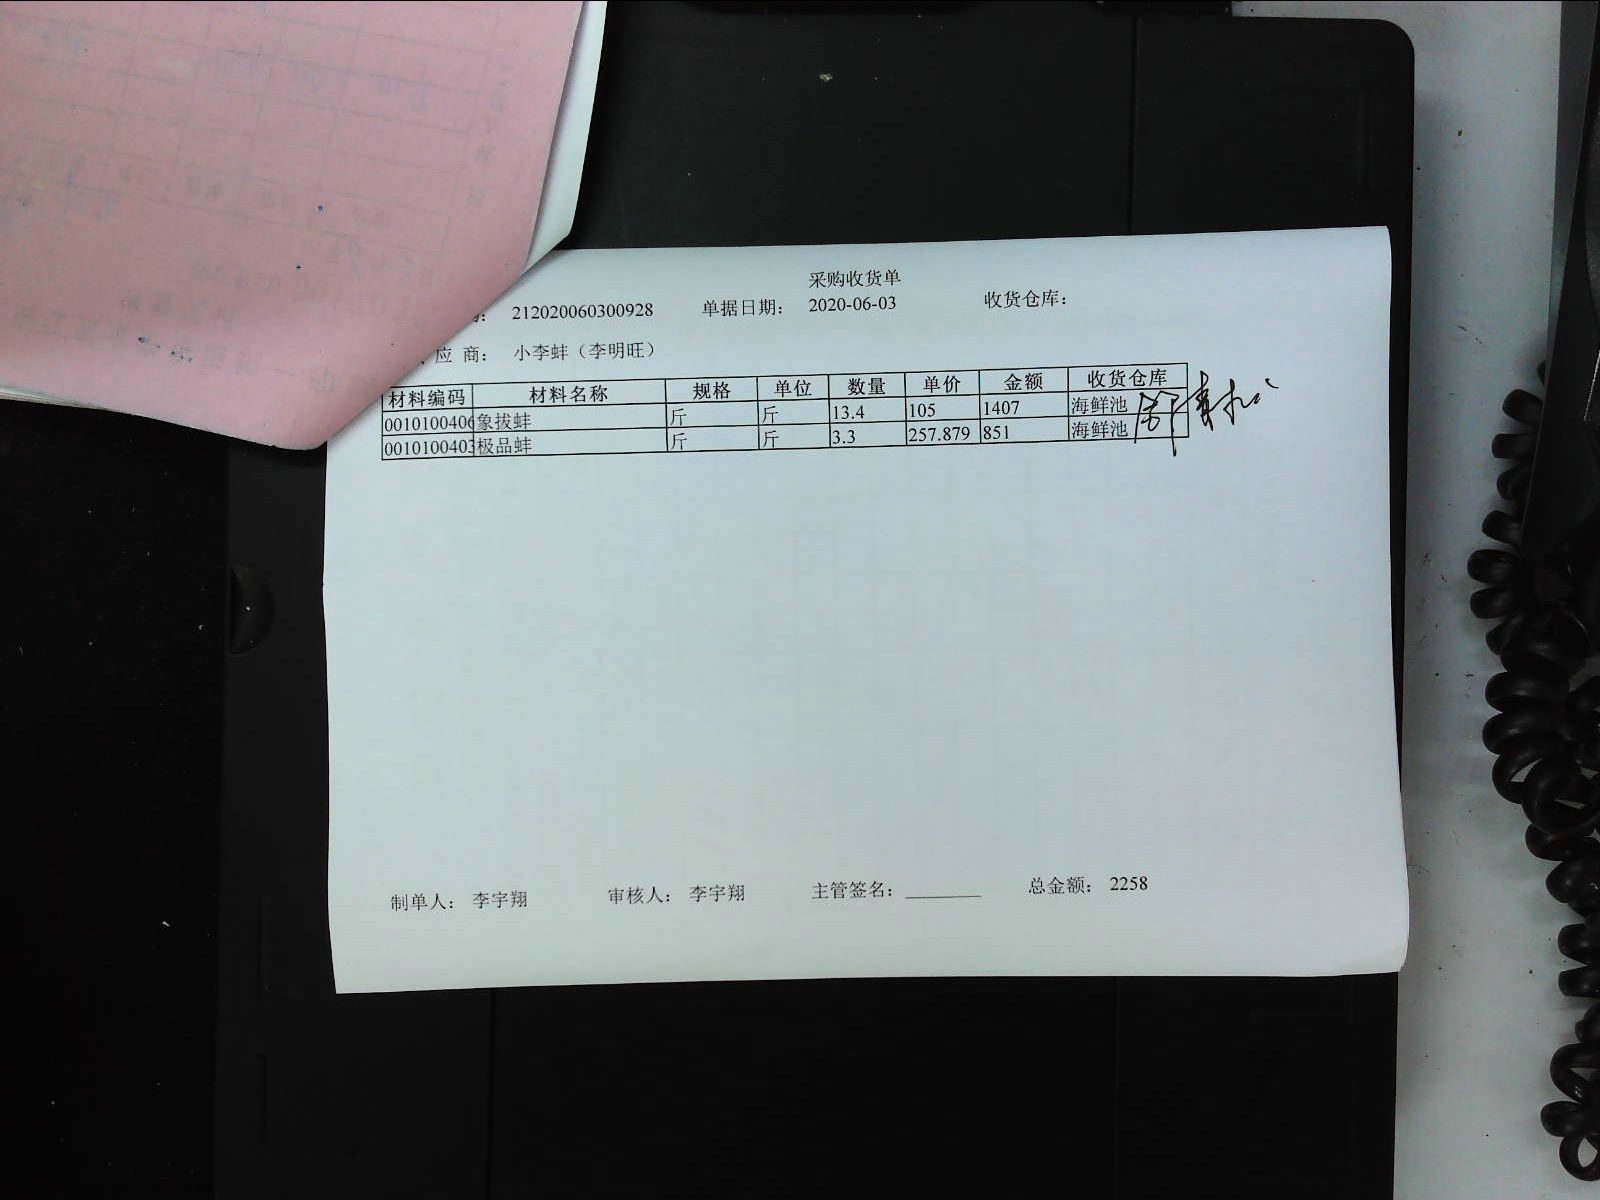 采购收货单
212020060300928 单据日期: 2020-06-03 收货仓库:
应 商: 小李蚌（李明旺）
材料编码 材料名称 规格 单位 数量 单价 金额 收货仓库
0010100406 象拔蚌 斤 斤 13.4 105 1407 海鲜池
0010100403 极品蚌 斤 斤 3.3 257.879 851 海鲜池
制单人: 李宇翔 审核人: 李宇翔 主管签名: ________ 总金额: 2258